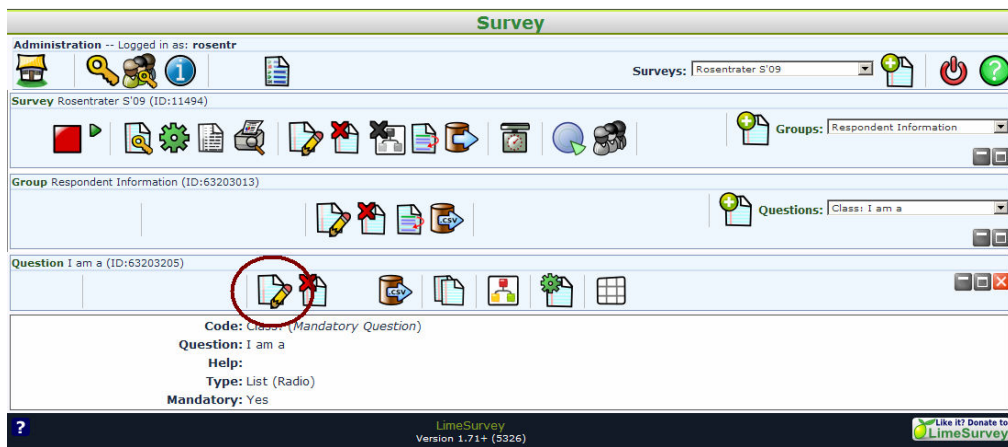 Survey
Administration -- Logged in as: rosentr
Surveys: Rosentrater S'09
Survey Rosentrater S'09 (ID:11494)
Groups: Respondent Information
Group Respondent Information (ID:63203013)
CSV
Questions: Class: I am a
Question I am a (ID:63203205)
CSV
Code: Class: (Mandatory Question)
Question: I am a
Help:
Type: List (Radio)
Mandatory: Yes
?
LimeSurvey
Version 1.71+ (5326)
Like it? Donate to
LimeSurvey